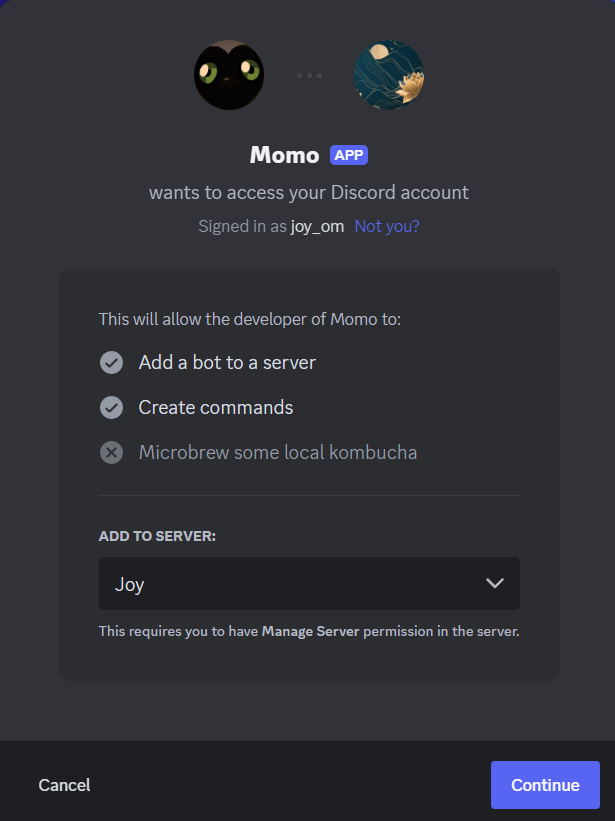 Momo APP
wants to access your Discord account
Signed in as joy_om Not you?
This will allow the developer of Momo to:
Add a bot to a server
Create commands
Microbrew some local kombucha
ADD TO SERVER:
Joy
This requires you to have Manage Server permission in the server.
Cancel
Continue